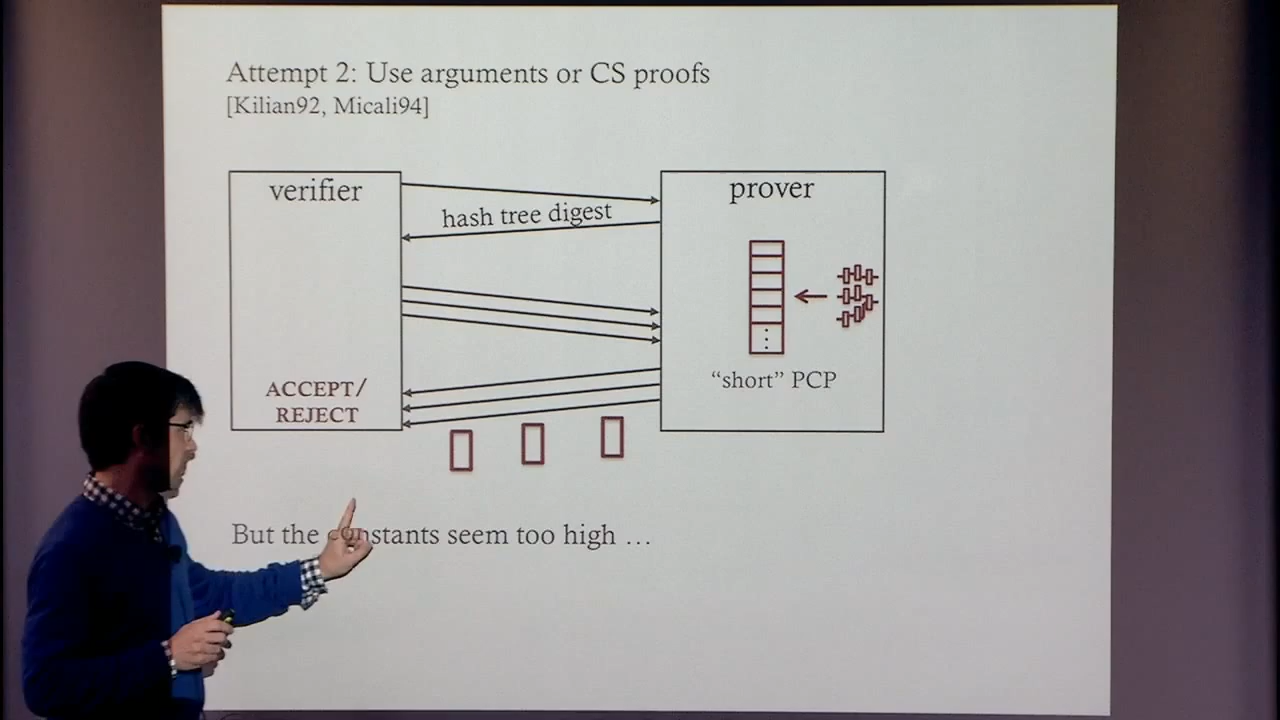 Attempt 2: Use arguments or CS proofs
[Kilian92, Micali94]
verifier
prover
hash tree digest
"short" PCP
ACCEPT/
REJECT
But the constants seem too high …